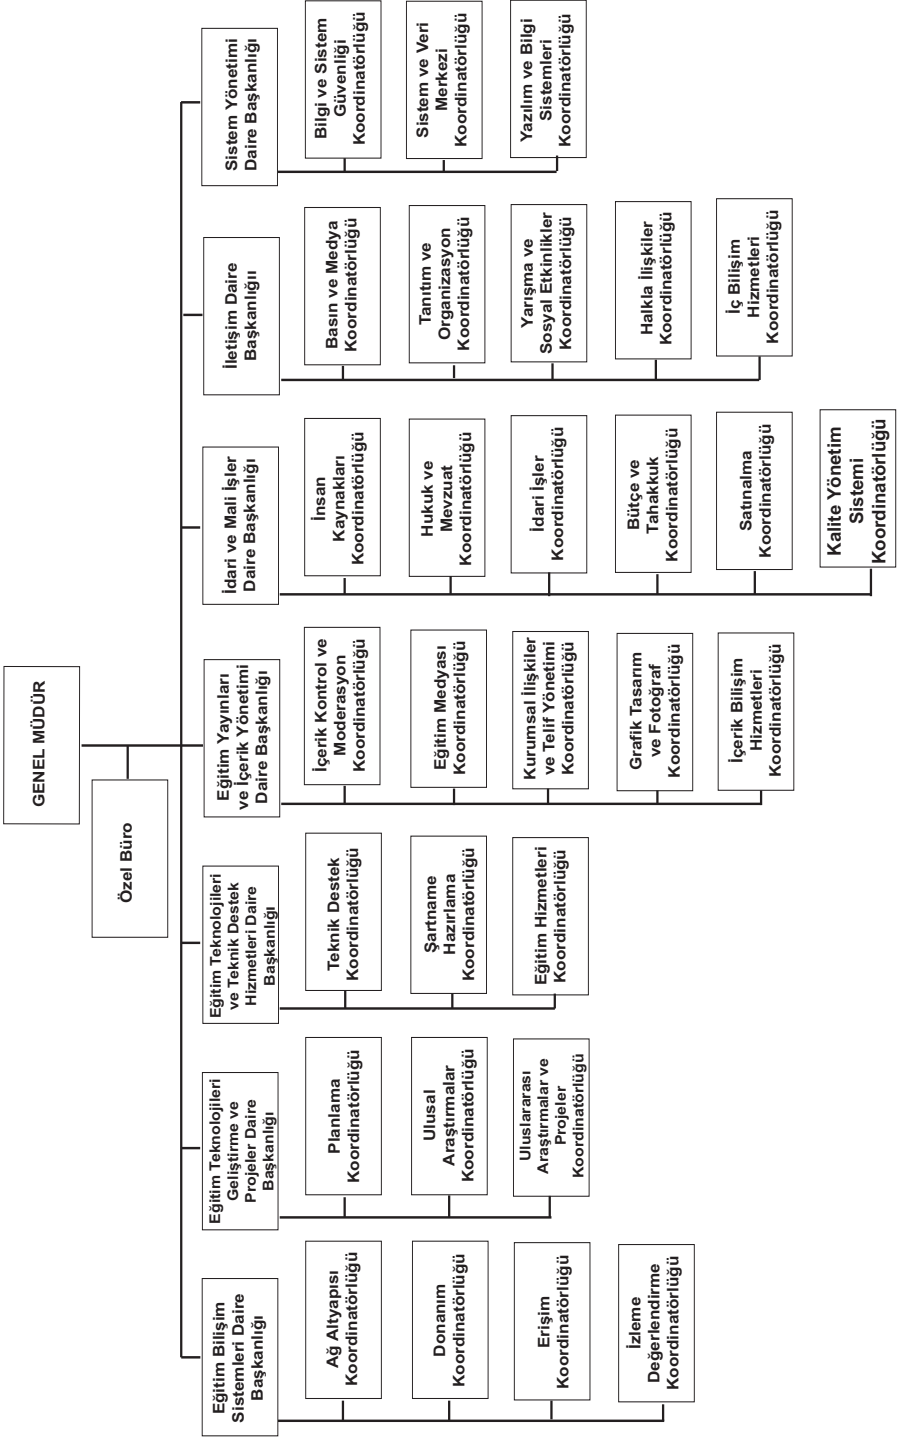 GENEL MÜDÜR
Özel Büro
Eğitim Bilişim
Sistemleri Daire
Başkanlığı
Ağ Altyapısı
Koordinatörlüğü
Donanım
Koordinatörlüğü
Erişim
Koordinatörlüğü
İzleme
Değerlendirme
Koordinatörlüğü
Eğitim Teknolojileri
Geliştirme ve
Projeler Daire
Başkanlığı
Planlama
Koordinatörlüğü
Ulusal
Araştırmalar
Koordinatörlüğü
Uluslararası
Araştırmalar ve
Projeler
Koordinatörlüğü
Eğitim Teknolojileri
ve Teknik Destek
Hizmetleri Daire
Başkanlığı
Teknik Destek
Koordinatörlüğü
Şartname
Hazırlama
Koordinatörlüğü
Eğitim Hizmetleri
Koordinatörlüğü
Eğitim Yayınları
ve İçerik Yönetimi
Daire Başkanlığı
İçerik Kontrol ve
Moderasyon
Koordinatörlüğü
Eğitim Medyası
Koordinatörlüğü
Kurumsal İlişkiler
ve Telif Yönetimi
Koordinatörlüğü
Grafik Tasarım
ve Fotoğraf
Koordinatörlüğü
İçerik Bilişim
Hizmetleri
Koordinatörlüğü
İdari ve Mali İşler
Daire Başkanlığı
İnsan
Kaynakları
Koordinatörlüğü
Hukuk ve
Mevzuat
Koordinatörlüğü
İdari İşler
Koordinatörlüğü
Bütçe ve
Tahakkuk
Koordinatörlüğü
Satınalma
Koordinatörlüğü
Kalite Yönetim
Sistemi
Koordinatörlüğü
İletişim Daire
Başkanlığıı
Basın ve Medya
Koordinatörlüğü
Tanıtım ve
Organizasyon
Koordinatörlüğü
Yarışma ve
Sosyal Etkinlikler
Koordinatörlüğü
Halkla İlişkiler
Koordinatörlüğü
İç Bilişim
Hizmetleri
Koordinatörlüğü
Sistem Yönetimi
Daire Başkanlığı
Bilgi ve Sistem
Güvenliği
Koordinatörlüğü
Sistem ve Veri
Merkezi
Koordinatörlüğü
Yazılım ve Bilgi
Sistemleri
Koordinatörlüğü